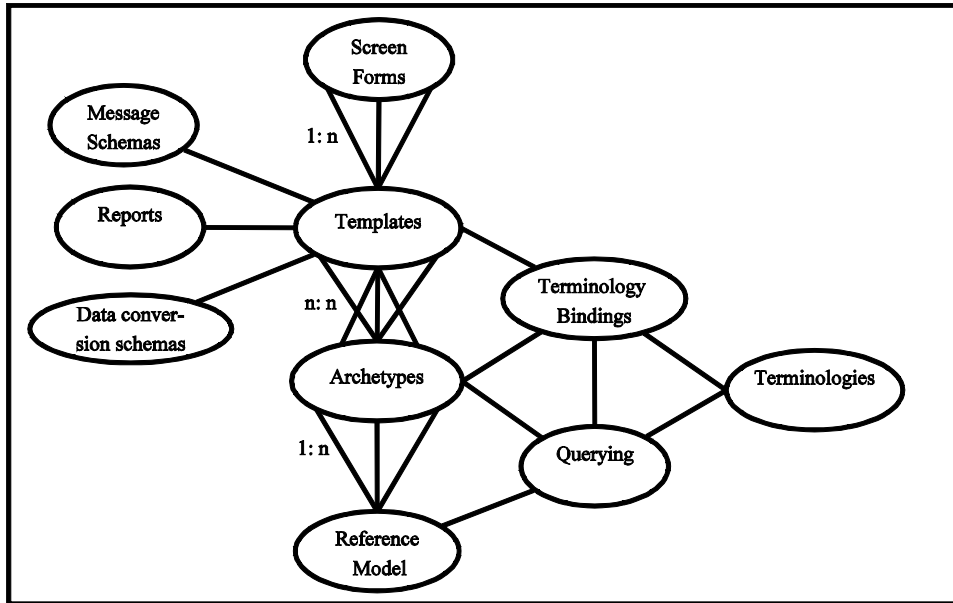 Screen
Forms
Message
Schemas
1: n
Reports
Templates
Terminology
Bindings
n: n
Data conver-
sion schemas
Archetypes
Terminologies
1: n
Querying
Reference
Model